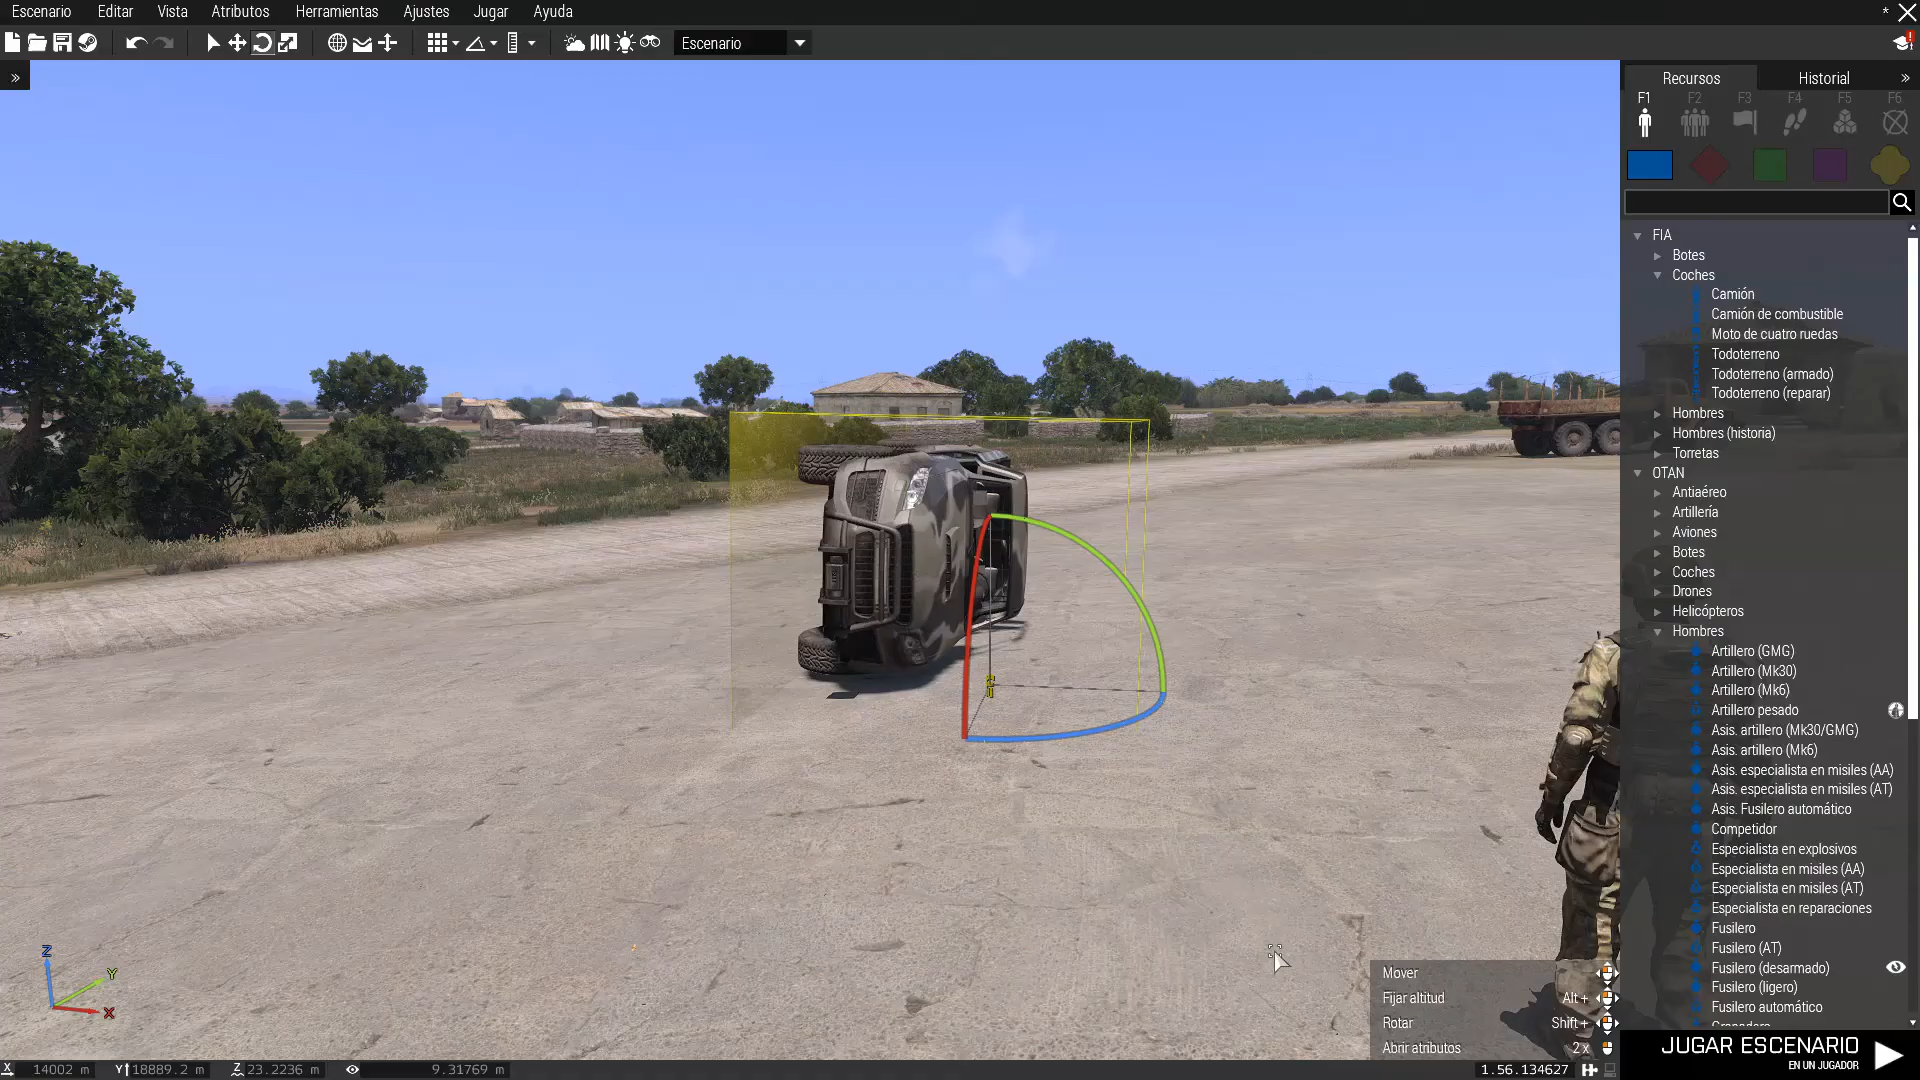 Escenario Editar Vista Atributos Herramientas Ajustes Jugar Ayuda
*
Escenario
»
Recursos Historial »
F1 F2 F3 F4 F5 F6
FIA
Botes
Coches
Camión
Camión de combustible
Moto de cuatro ruedas
Todoterreno
Todoterreno (armado)
Todoterreno (reparar)
Hombres
Hombres (historia)
Torretas
OTAN
Antiaéreo
Artillería
Aviones
Botes
Coches
Drones
Helicópteros
Hombres
Artillero (GMG)
Artillero (Mk30)
Artillero (Mk6)
Artillero pesado
Asis. artillero (Mk30/GMG)
Asis. artillero (Mk6)
Asis. especialista en misiles (AA)
Asis. especialista en misiles (AT)
Asis. Fusilero automático
Competidor
Especialista en explosivos
Especialista en misiles (AA)
Especialista en misiles (AT)
Especialista en reparaciones
Fusilero
Fusilero (AT)
Fusilero (desarmado)
Fusilero (ligero)
Fusilero automático
Granadero
Z
Y
X
Mover
Fijar altitud Alt +
Rotar Shift +
Abrir atributos 2 x
X 14002 m Y 18889.2 m Z 23.2236 m 9.31769 m 1.56.134627
JUGAR ESCENARIO
EN UN JUGADOR